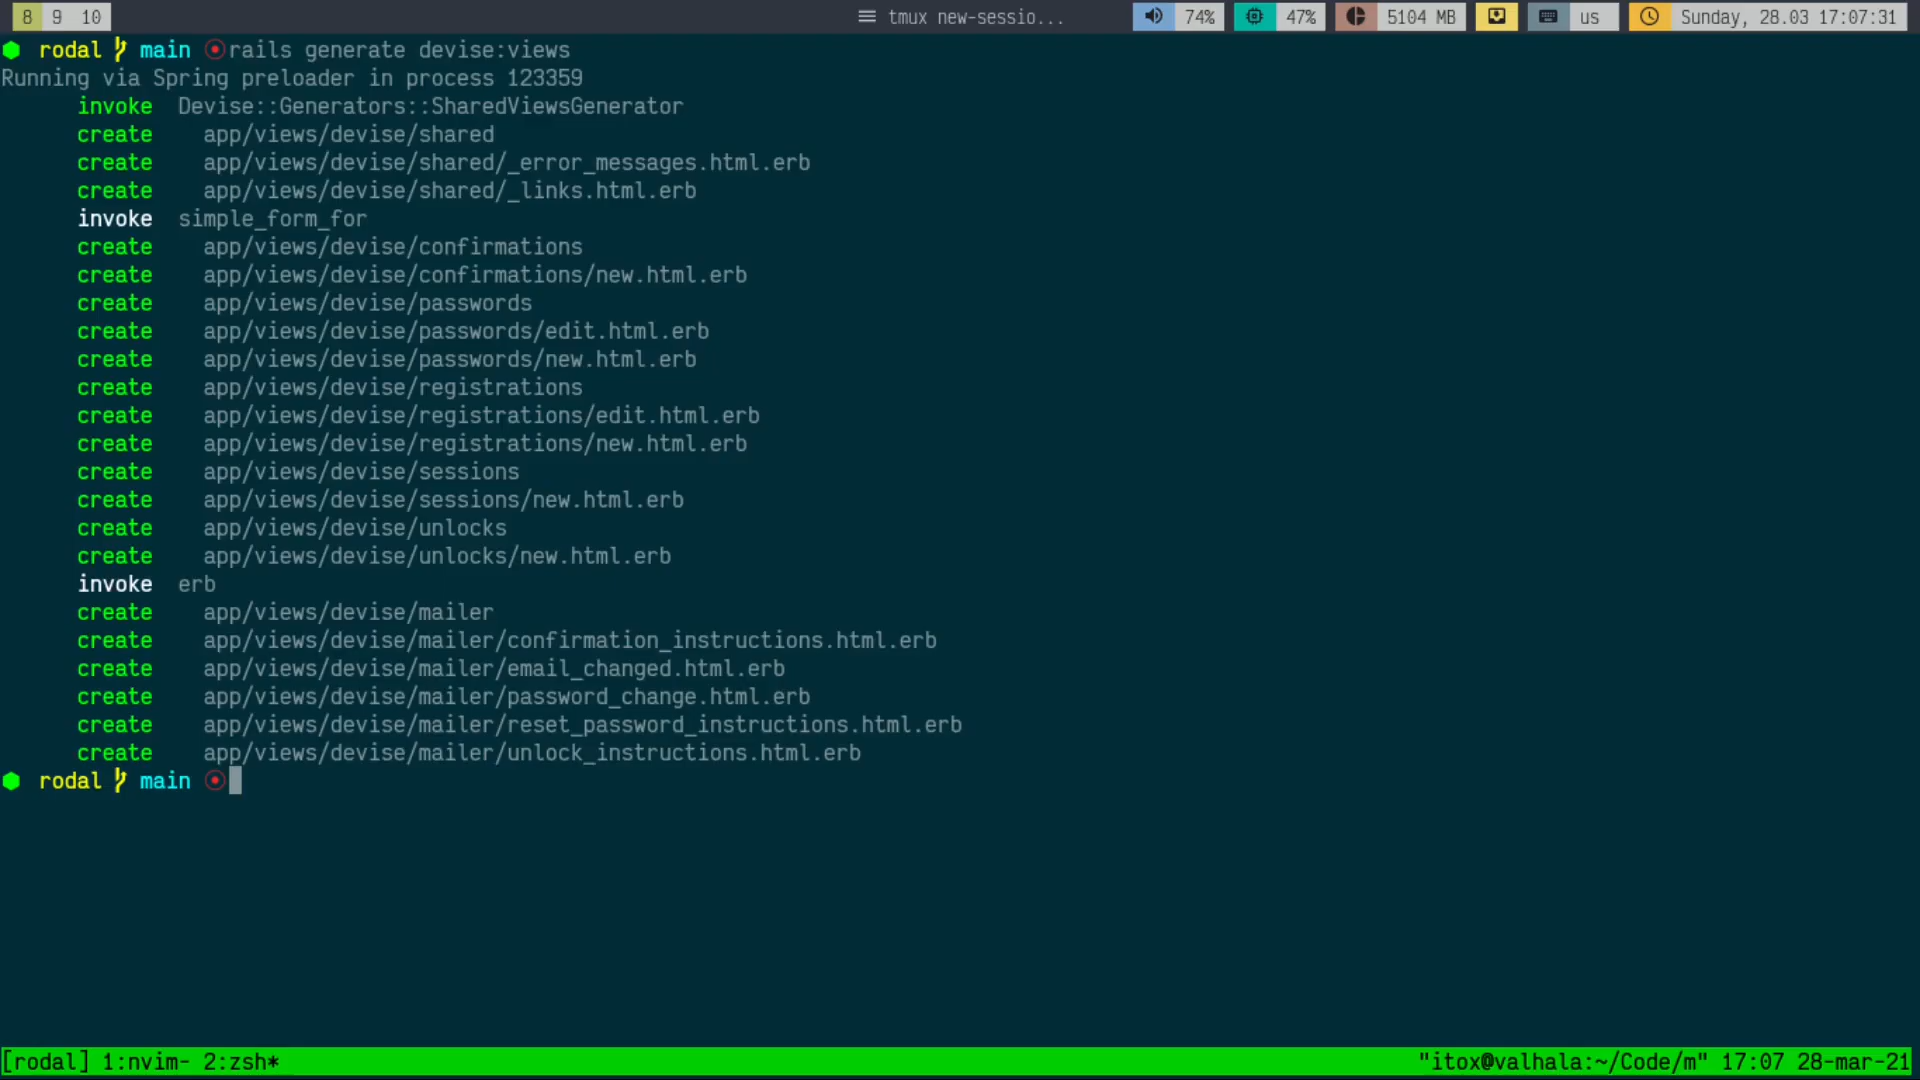 8 9 10 tmux new-sessio... 74% 47% 5104 MB us Sunday, 28.03 17:07:31
rodal main rails generate devise:views
Running via Spring preloader in process 123359
invoke Devise::Generators::SharedViewsGenerator
create app/views/devise/shared
create app/views/devise/shared/_error_messages.html.erb
create app/views/devise/shared/_links.html.erb
invoke simple_form_for
create app/views/devise/confirmations
create app/views/devise/confirmations/new.html.erb
create app/views/devise/passwords
create app/views/devise/passwords/edit.html.erb
create app/views/devise/passwords/new.html.erb
create app/views/devise/registrations
create app/views/devise/registrations/edit.html.erb
create app/views/devise/registrations/new.html.erb
create app/views/devise/sessions
create app/views/devise/sessions/new.html.erb
create app/views/devise/unlocks
create app/views/devise/unlocks/new.html.erb
invoke erb
create app/views/devise/mailer
create app/views/devise/mailer/confirmation_instructions.html.erb
create app/views/devise/mailer/email_changed.html.erb
create app/views/devise/mailer/password_change.html.erb
create app/views/devise/mailer/reset_password_instructions.html.erb
create app/views/devise/mailer/unlock_instructions.html.erb
rodal main
[rodal] 1:nvim- 2:zsh* "itox@valhala:~/Code/m" 17:07 28-mar-21